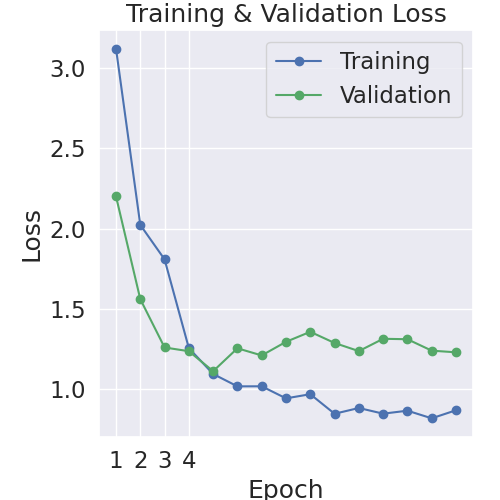 Training & Validation Loss
Training
Validation
3.0
2.5
2.0
1.5
1.0
Loss
1 2 3 4
Epoch